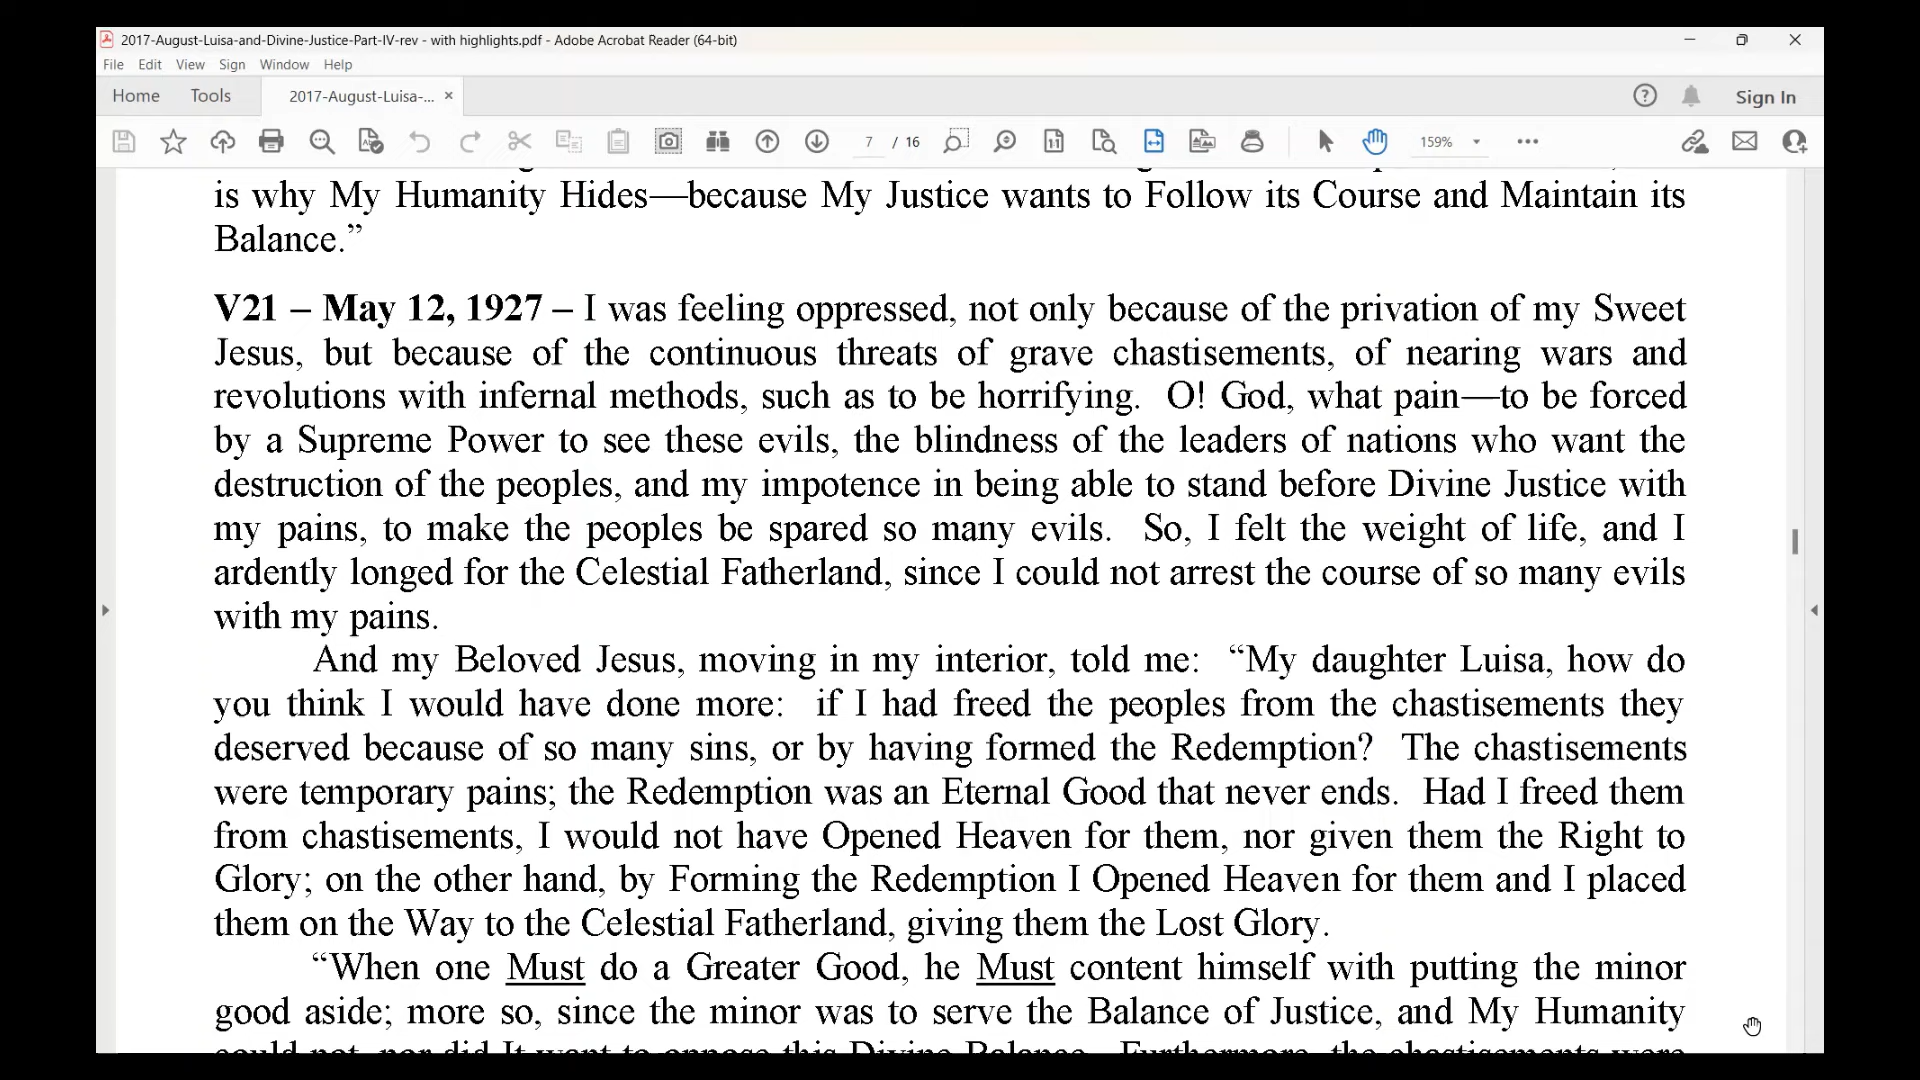 2017-August-Luisa-and-Divine-Justice-Part-IV-rev - with highlights.pdf - Adobe Acrobat Reader (64-bit)
File Edit View Sign Window Help
Home Tools 2017-August-Luisa-... × Sign In
7 / 16 159%
is why My Humanity Hides—because My Justice wants to Follow its Course and Maintain its
Balance.”
V21 – May 12, 1927 – I was feeling oppressed, not only because of the privation of my Sweet
Jesus, but because of the continuous threats of grave chastisements, of nearing wars and
revolutions with infernal methods, such as to be horrifying. O! God, what pain—to be forced
by a Supreme Power to see these evils, the blindness of the leaders of nations who want the
destruction of the peoples, and my impotence in being able to stand before Divine Justice with
my pains, to make the peoples be spared so many evils. So, I felt the weight of life, and I
ardently longed for the Celestial Fatherland, since I could not arrest the course of so many evils
with my pains.
And my Beloved Jesus, moving in my interior, told me: “My daughter Luisa, how do
you think I would have done more: if I had freed the peoples from the chastisements they
deserved because of so many sins, or by having formed the Redemption? The chastisements
were temporary pains; the Redemption was an Eternal Good that never ends. Had I freed them
from chastisements, I would not have Opened Heaven for them, nor given them the Right to
Glory; on the other hand, by Forming the Redemption I Opened Heaven for them and I placed
them on the Way to the Celestial Fatherland, giving them the Lost Glory.
“When one Must do a Greater Good, he Must content himself with putting the minor
good aside; more so, since the minor was to serve the Balance of Justice, and My Humanity
could not, nor did It want to oppose this Divine Balance. Furthermore, the chastisements were